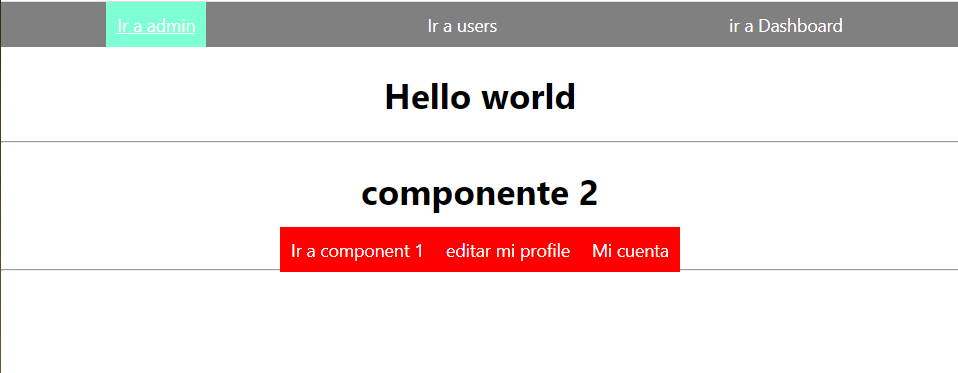 Ir a admin Ir a users ir a Dashboard
Hello world
componente 2
Ir a component 1 editar mi profile Mi cuenta